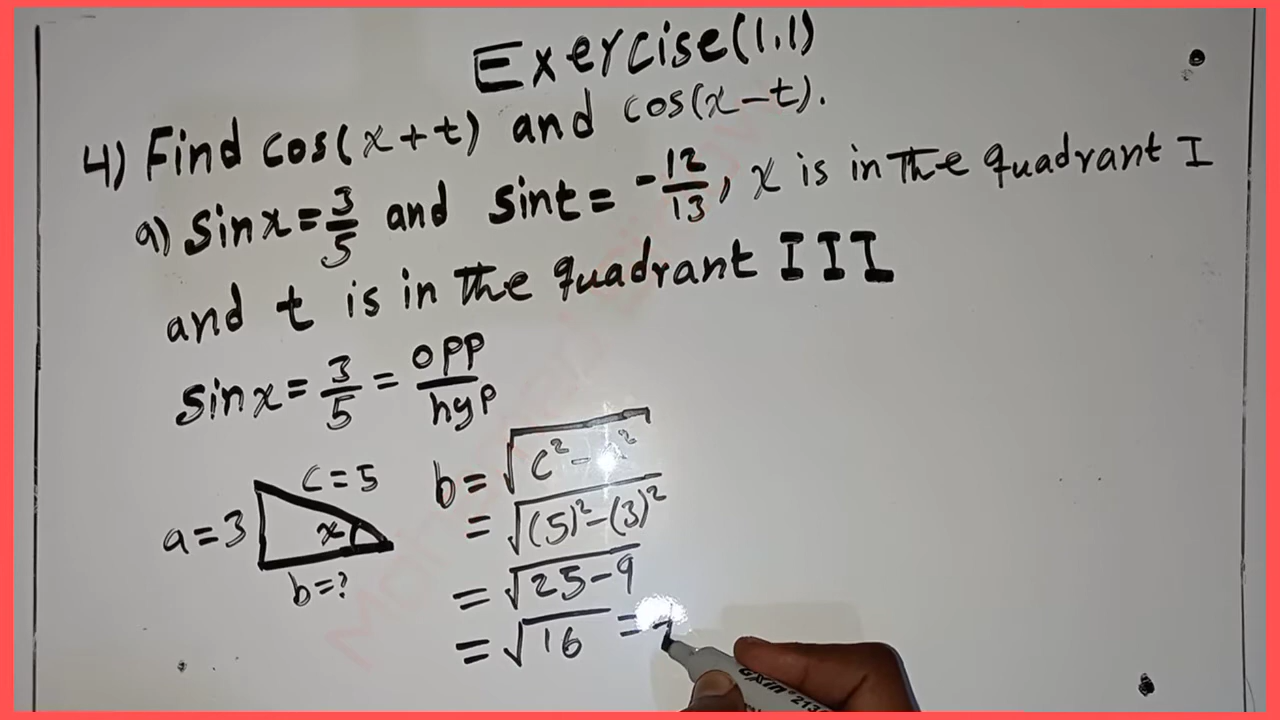 Exercise(1,1)
4) Find cos(x+t) and cos(x-t).
a) sinx = 3/5 and sint = -12/13, x is in the quadrant I
and t is in the quadrant III
sinx = 3/5 = opp/hyp
c = 5
a = 3
x
b = ?
b = √(c² -
= √((5)² - (3)²)
= √(25 - 9)
= √16 =